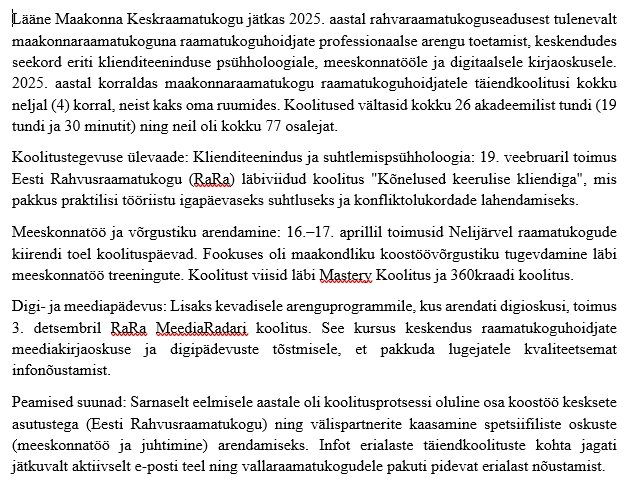 Lääne Maakonna Keskraamatukogu jätkas 2025. aastal rahvaraamatukoguseadusest tulenevalt
maakonnaraamatukoguna raamatukoguhoidjate professionaalse arengu toetamist, keskendudes
seekord eriti klienditeeninduse psühholoogiale, meeskonnatööle ja digitaalsele kirjaoskusele.
2025. aastal korraldas maakonnaraamatukogu raamatukoguhoidjatele täiendkoolitusi kokku
neljal (4) korral, neist kaks oma ruumides. Koolitused vältasid kokku 26 akadeemilist tundi (19
tundi ja 30 minutit) ning neil oli kokku 77 osalejat.
Koolitustegevuse ülevaade: Klienditeenindus ja suhtlemispsühholoogia: 19. veebruaril toimus
Eesti Rahvusraamatukogu (RaRa) läbiviidud koolitus "Kõnelused keerulise kliendiga", mis
pakkus praktilisi tööriistu igapäevaseks suhtluseks ja konfliktolukordade lahendamiseks.
Meeskonnatöö ja võrgustiku arendamine: 16.–17. aprillil toimusid Nelijärvel raamatukogude
kiirendi toel koolituspäevad. Fookuses oli maakondliku koostöövõrgustiku tugevdamine läbi
meeskonnatöö treeningute. Koolitust viisid läbi Mastery Koolitus ja 360kraadi koolitus.
Digi- ja meediapädevus: Lisaks kevadisele arenguprogrammile, kus arendati digioskusi, toimus
3. detsembril RaRa MeediaRadari koolitus. See kursus keskendus raamatukoguhoidjate
meediakirjaoskuse ja digipädevuste tõstmisele, et pakkuda lugejatele kvaliteetsemat
infonõustamist.
Peamised suunad: Sarnaselt eelmisele aastale oli koolitusprotsessi oluline osa koostöö kesksete
asutustega (Eesti Rahvusraamatukogu) ning välispartnerite kaasamine spetsiifiliste oskuste
(meeskonnatöö ja juhtimine) arendamiseks. Infot erialaste täiendkoolituste kohta jagati
jätkuvalt aktiivselt e-posti teel ning vallaraamatukogudele pakuti pidevat erialast nõustamist.